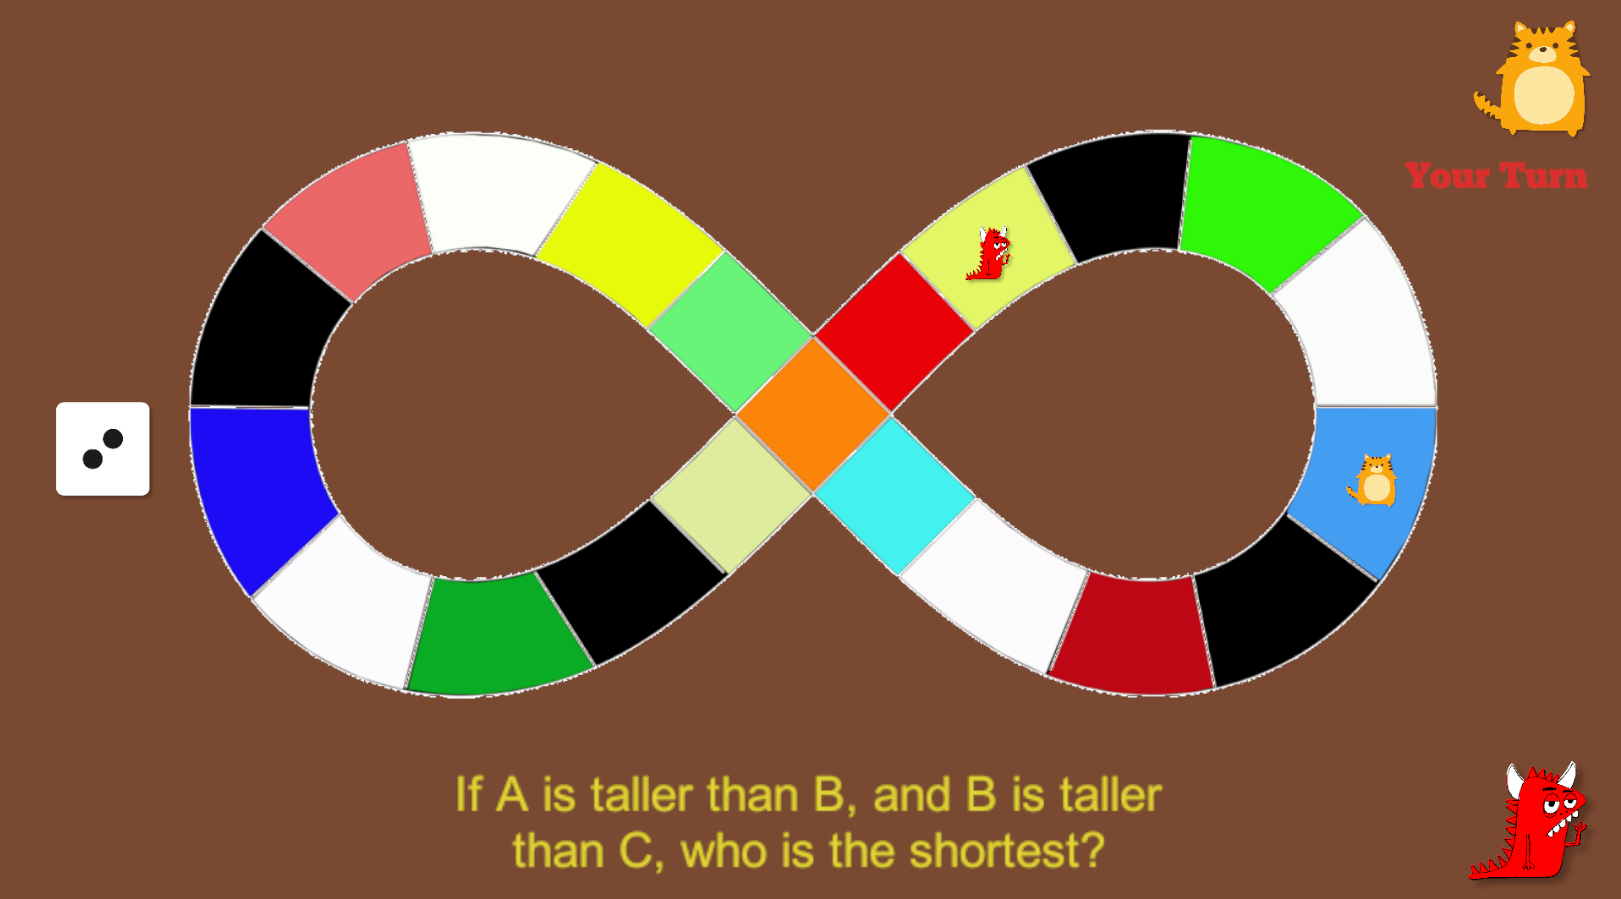 Your Turn
If A is taller than B, and B is taller
than C, who is the shortest?